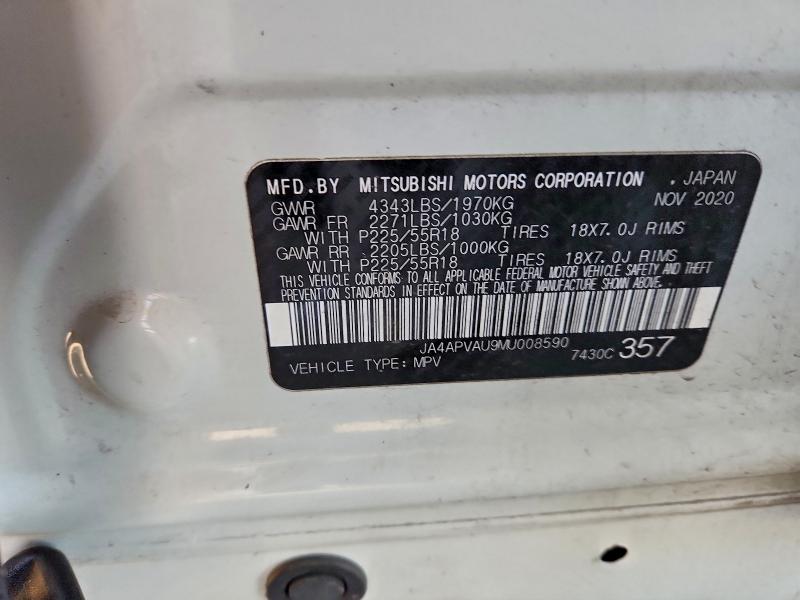 MFD.BY MITSUBISHI MOTORS CORPORATION . JAPAN
GVWR 4343LBS/1970KG NOV 2020
GAWR FR 2271LBS/1030KG
WITH P225/55R18 TIRES 18X7.0J RIMS
GAWR RR 2205LBS/1000KG
WITH P225/55R18 TIRES 18X7.0J RIMS
THIS VEHICLE CONFORMS TO ALL APPLICABLE FEDERAL MOTOR VEHICLE SAFETY AND THEFT
PREVENTION STANDARDS IN EFFECT ON THE DATE OF MANUFACTURE SHOWN ABOVE.
JA4APVAU9MU008590
VEHICLE TYPE: MPV 7430C 357